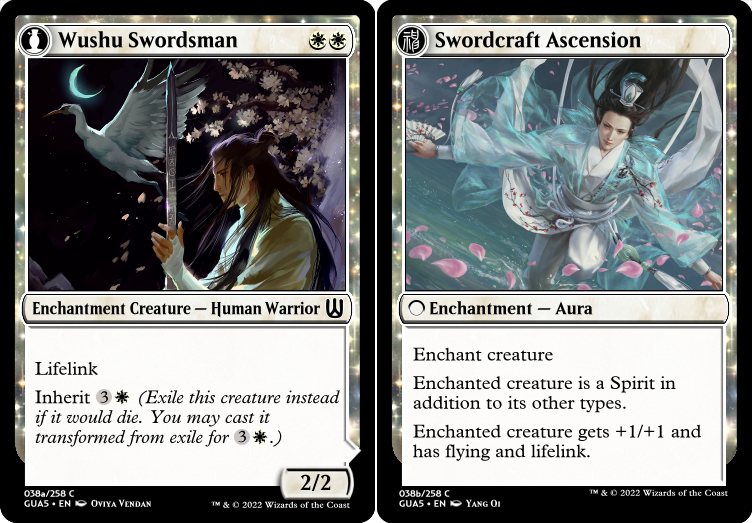 Wushu Swordsman
Enchantment Creature — Human Warrior
Lifelink
Inherit 3 (Exile this creature instead
if it would die. You may cast it
transformed from exile for 3 .)
2/2
038a/258 C
GUA5 • EN Oviya Vendan
™ & © 2022 Wizards of the Coast
Swordcraft Ascension
Enchantment — Aura
Enchant creature
Enchanted creature is a Spirit in
addition to its other types.
Enchanted creature gets +1/+1 and
has flying and lifelink.
038b/258 C
GUA5 • EN Yang Qi
™ & © 2022 Wizards of the Coast